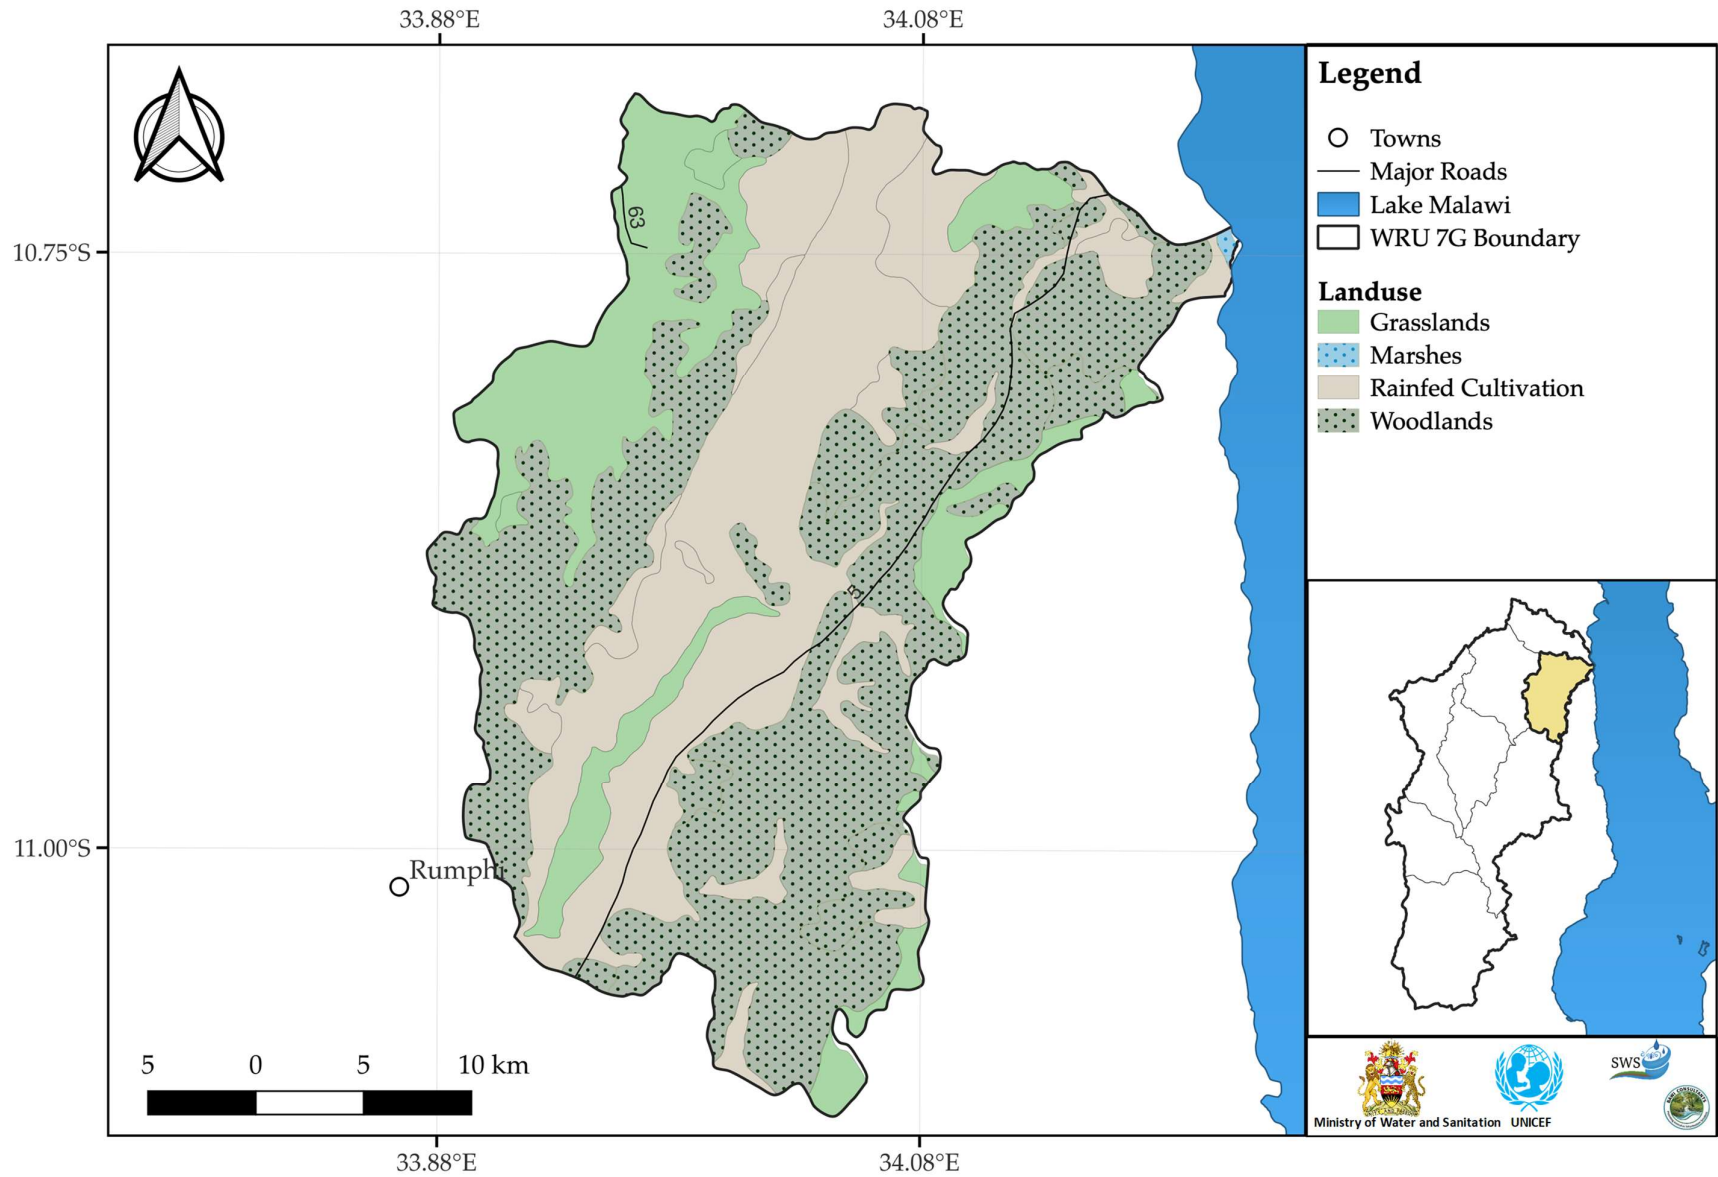 33.88°E
34.08°E
10.75°S
11.00°S
63
5
Rumphi
5 0 5 10 km
33.88°E
34.08°E
Legend
Towns
Major Roads
Lake Malawi
WRU 7G Boundary
Landuse
Grasslands
Marshes
Rainfed Cultivation
Woodlands
SWS
Ministry of Water and Sanitation
UNICEF